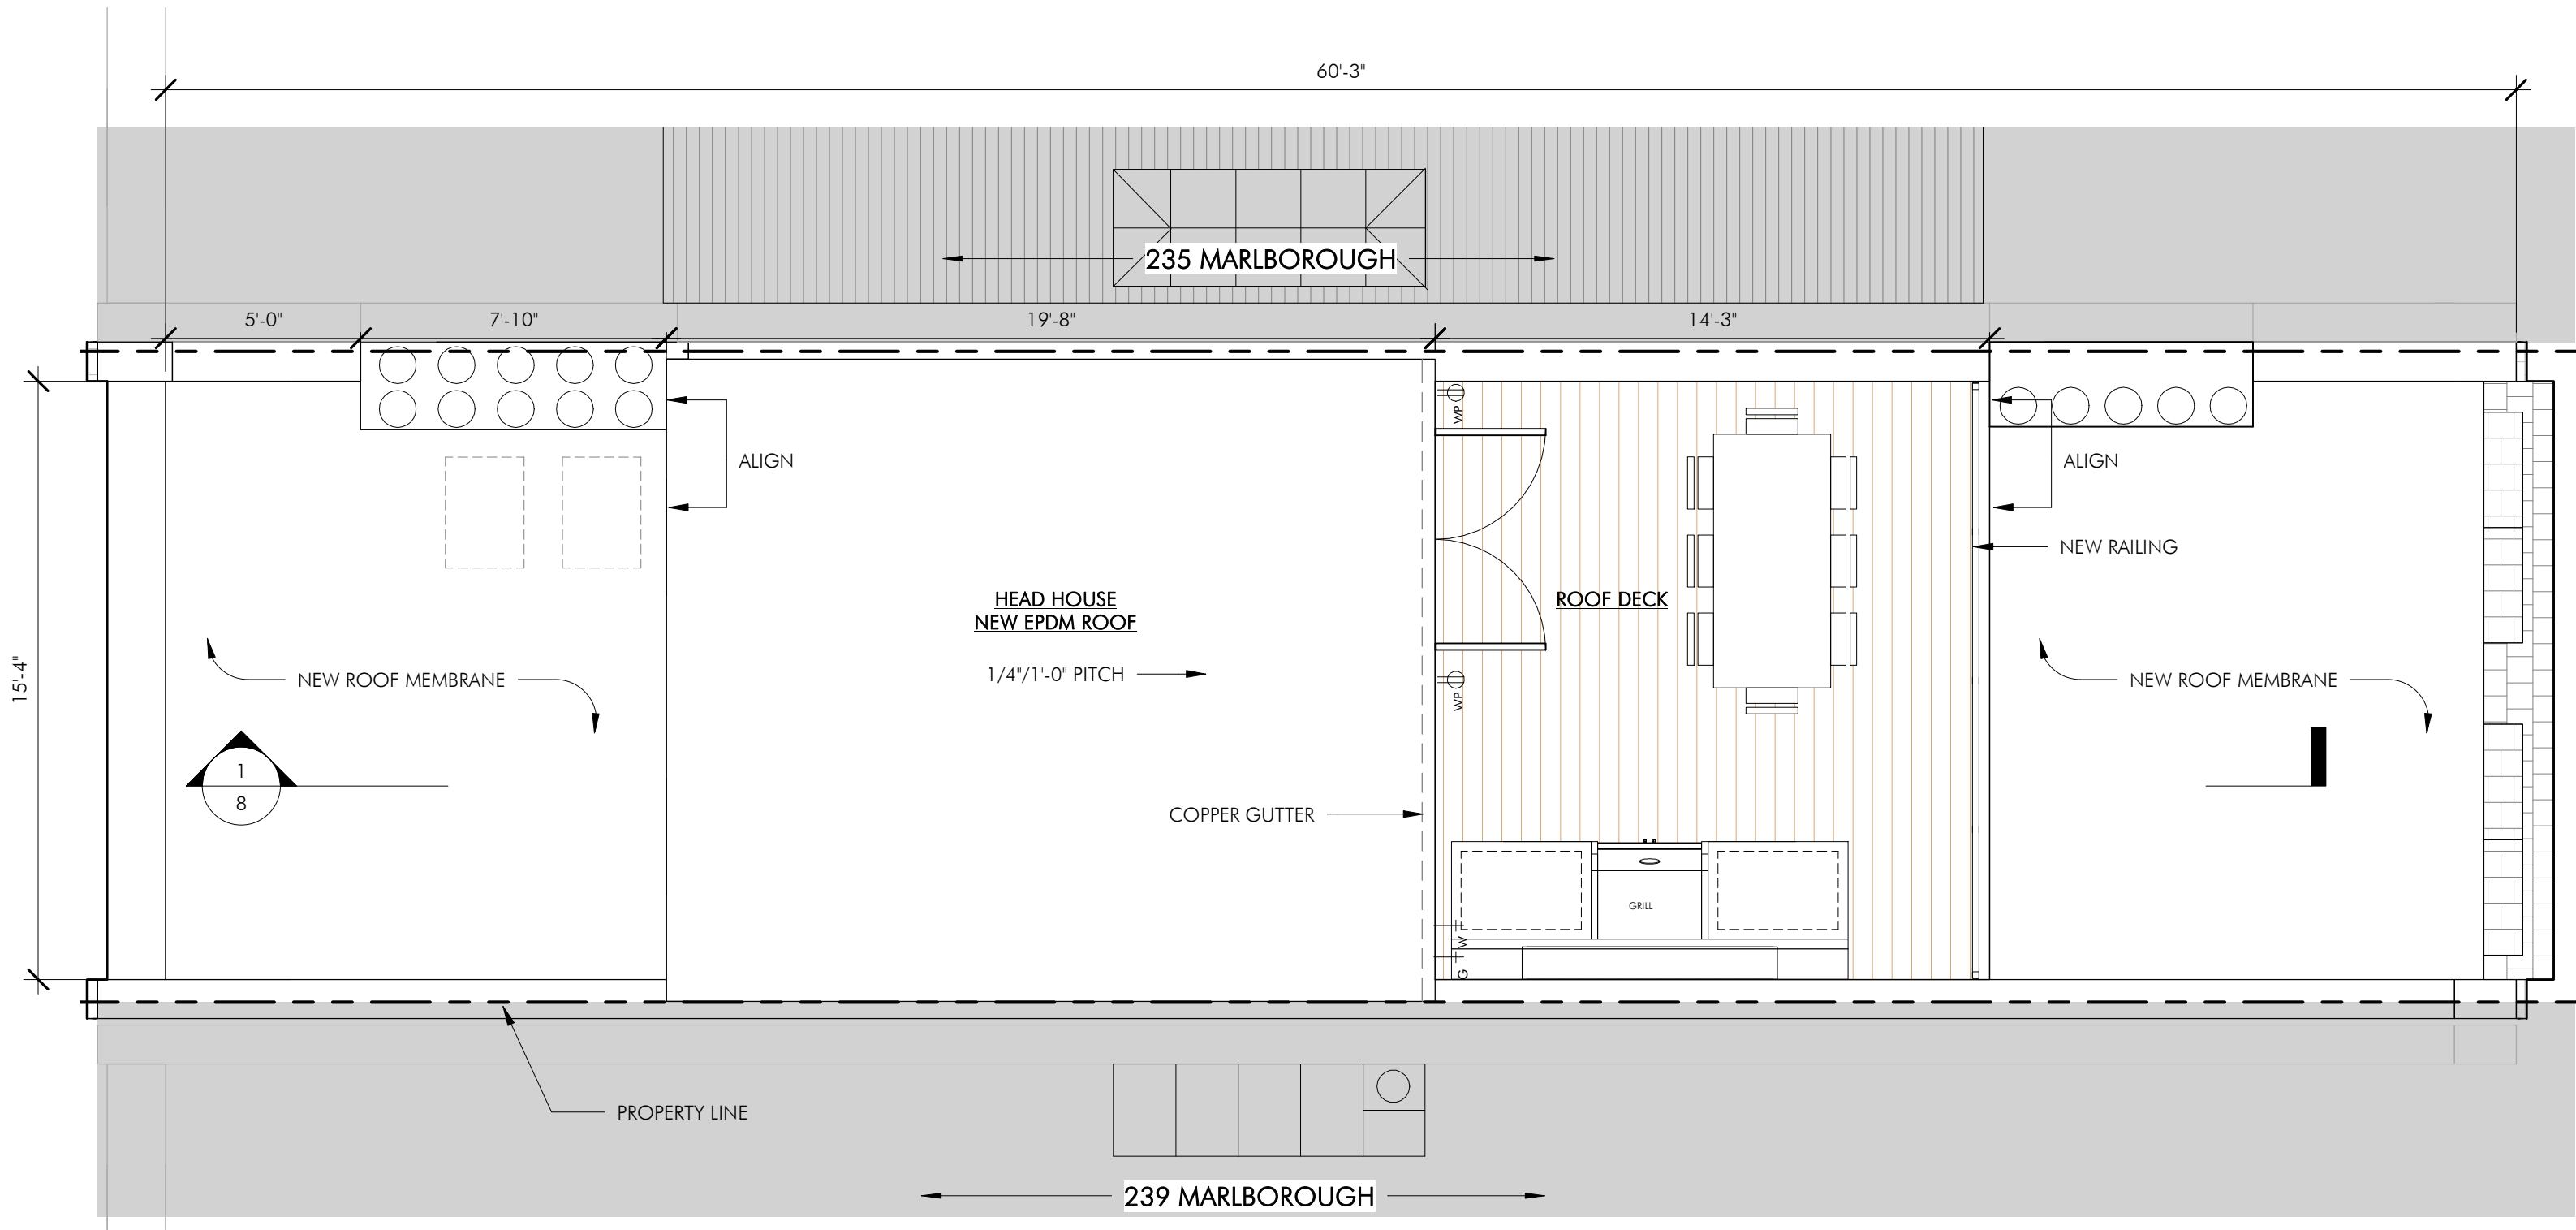 60'-3"
235 MARLBOROUGH
5'-0"
7'-10"
19'-8"
14'-3"
WP
ALIGN
ALIGN
NEW RAILING
HEAD HOUSE
NEW EPDM ROOF
ROOF DECK
15'-4"
NEW ROOF MEMBRANE
1/4"/1'-0" PITCH
WP
NEW ROOF MEMBRANE
1
8
COPPER GUTTER
GRILL
W
G
PROPERTY LINE
239 MARLBOROUGH